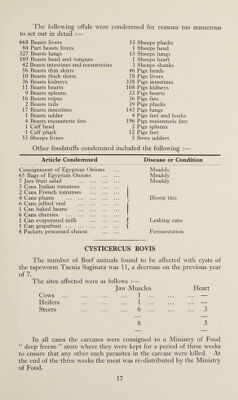 The following offals were condemned for reasons too numerous
to set out in detail :—
668 Beasts livers
84 Part beasts livers
327 Beasts lungs
189 Beasts head and tongues
42 Beasts intestines and mesenteries
56 Beasts thin skirts
10 Beasts thick skirts
26 Beasts kidneys
11 Beasts hearts
9 Beasts spleens
16 Beasts tripes
2 Beasts tails
17 Beasts intestines
1 Beasts udder
4 Beasts mesenteric fats
1 Calf head
1 Calf pluck
53 Sheeps livers
15 Sheeps plucks
1 Sheeps head
15 Sheeps lungs
1 Sheeps heart
3 Sheeps shanks
46 Pigs heads
78 Pigs livers
338 Pigs intestines
108 Pigs kidneys
33 Pigs hearts
36 Pigs fats
39 Pigs plucks
143 Pigs lungs
4 Pigs feet and hocks
196 Pigs mesenteric fats
2 Pigs spleens
12 Pigs feet
5 Sows udders
Other foodstuffs condemned included the following :—
Article Condemned Disease or Condition
Consignment of Egyptian Onions ... Mouldy
65 Bags of Egyptian Onions ... ... Mouldy
7 Jars fruit salad ... ... ... Mouldy
3 Cans Italian tomatoes ... ...
2 Cans French tomatoes ... ...
4 Cans plums ... ... ... ... Blown tins
6 Cans jellied veal ... ... ...
1 Can baked beans ... ... ...
6 Cans cherries ... ... ...
3 Can evaporated milk ... ... Leaking cans
1 Can grapefruit ... ... ...
6 Packets processed cheese ... ... Fermentation
CYSTICERCUS BOVIS
The number of Beef animals found to be affected with cysts of
the tapeworm Taenia Saginata was 11, a decrease on the previous year
of 7.
The sites affected were as follows :—
Jaw Muscles Heart
Cows ... ... ... ... 1 ... ... —
Heifers ... ... ... 1 ... ... —
Steers ... ... ... 6 ... ... 3
8 3
In all cases the carcases were consigned to a Ministry of Food
“ deep freeze ” store where they were kept for a period of three weeks
to ensure that any other such parasites in the carcase were killed. At
the end of the three weeks the meat was re-distributed by the Ministry
of Food.
17